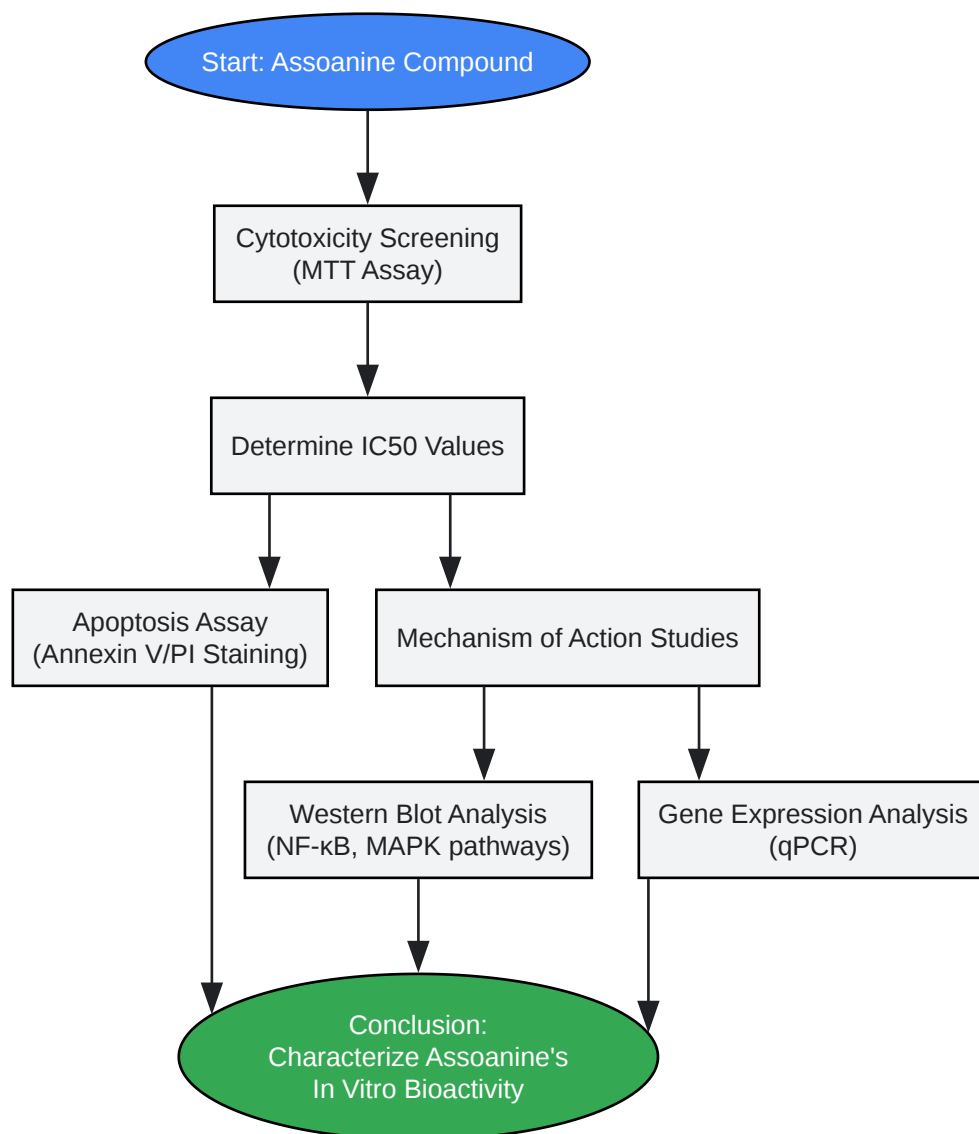 Start: Assoanine Compound
Cytotoxicity Screening
(MTT Assay)
Determine IC50 Values
Apoptosis Assay
(Annexin V/PI Staining)
Mechanism of Action Studies
Western Blot Analysis
(NF-κB, MAPK pathways)
Gene Expression Analysis
(qPCR)
Conclusion:
Characterize Assoanine's
In Vitro Bioactivity